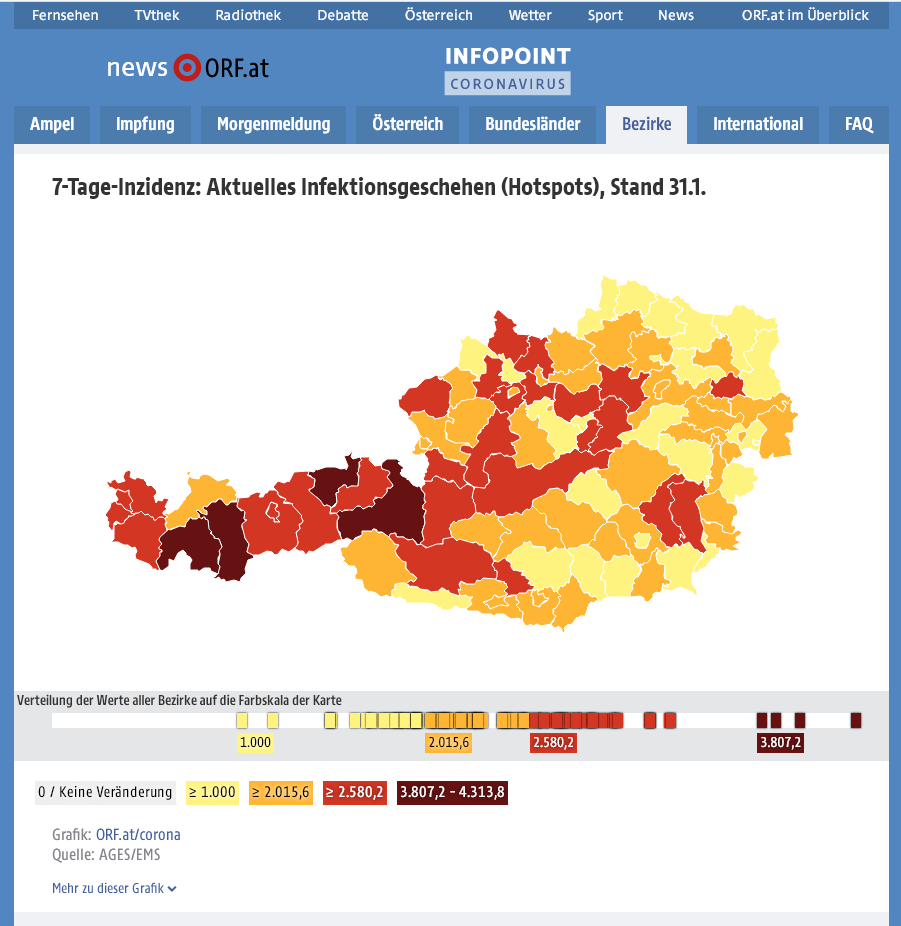 Fernsehen TVthek Radiothek Debatte Österreich Wetter Sport News ORF.at im Überblick
news ORF.at
INFOPOINT
CORONAVIRUS
Ampel Impfung Morgenmeldung Österreich Bundesländer Bezirke International FAQ
7-Tage-Inzidenz: Aktuelles Infektionsgeschehen (Hotspots), Stand 31.1.
Verteilung der Werte aller Bezirke auf die Farbskala der Karte
1.000 2.015,6 2.580,2 3.807,2
0 / Keine Veränderung ≥ 1.000 ≥ 2.015,6 ≥ 2.580,2 3.807,2 – 4.313,8
Grafik: ORF.at/corona
Quelle: AGES/EMS
Mehr zu dieser Grafik